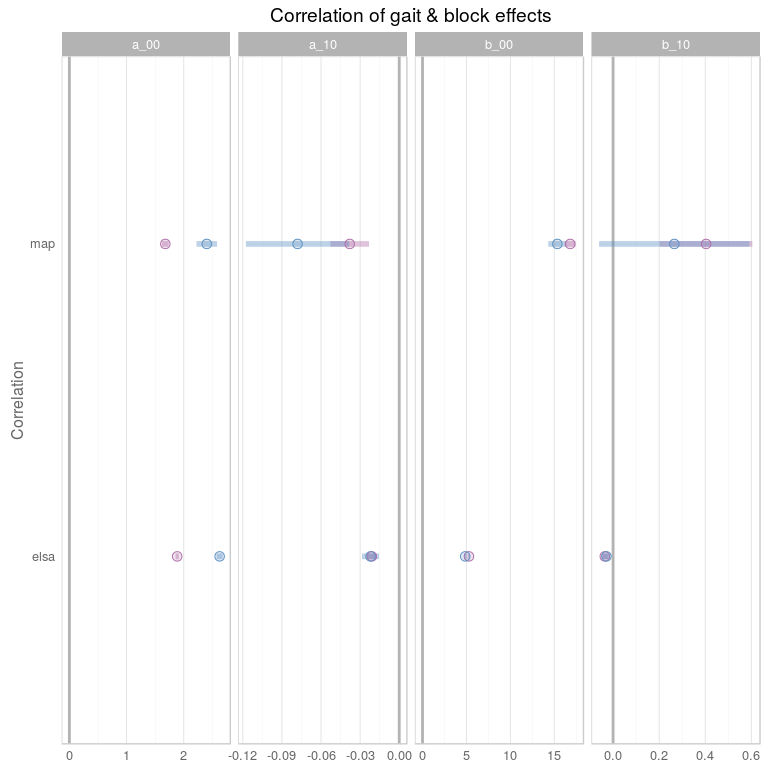 Correlation of gait & block effects
a_00 a_10 b_00 b_10
map
elsa
Correlation
0 1 2 -0.12 -0.09 -0.06 -0.03 0.00 0 5 10 15 0.0 0.2 0.4 0.6